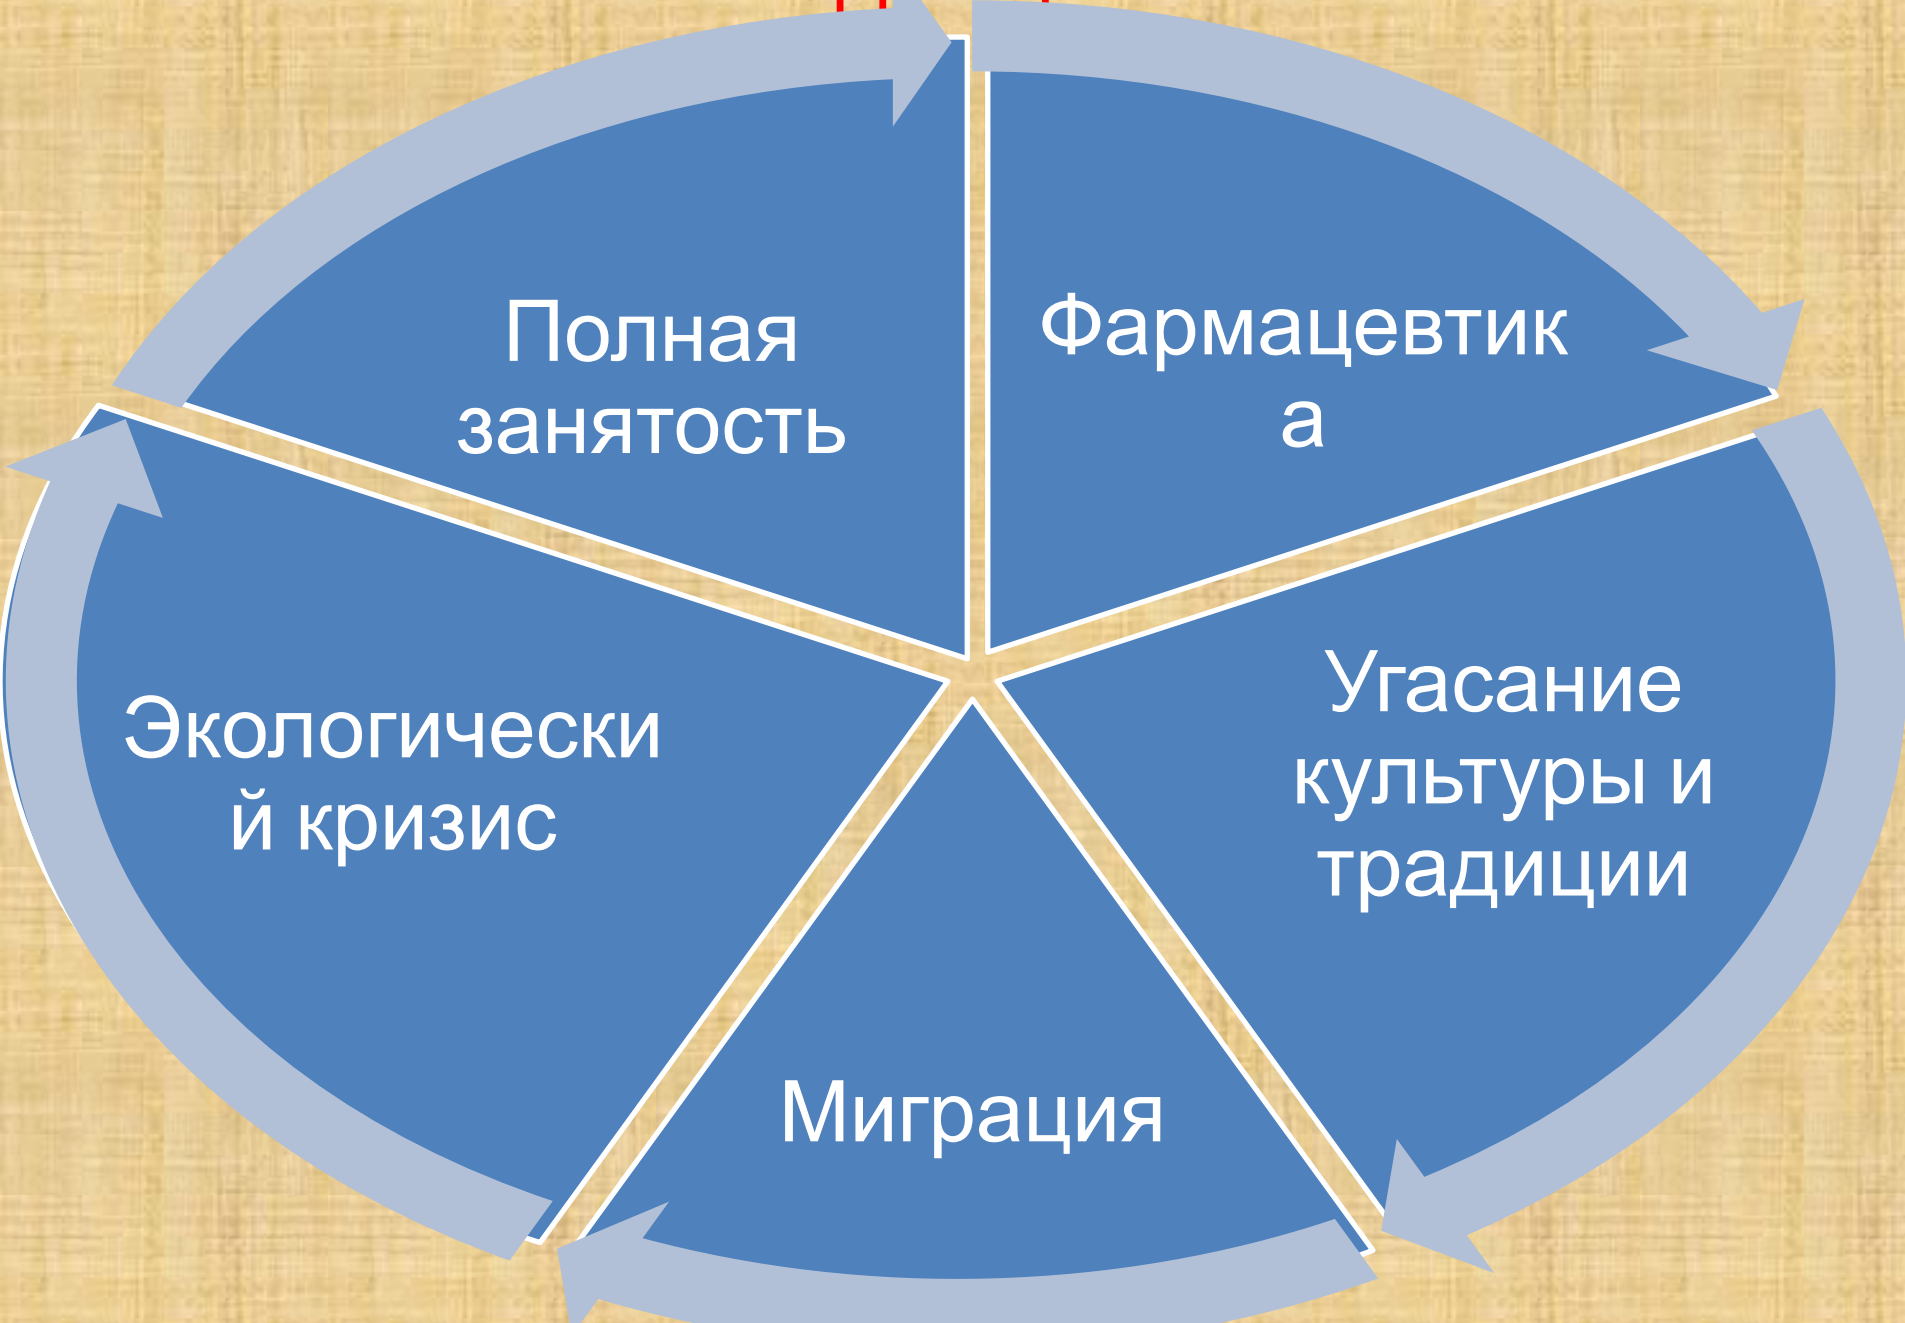 Полная
занятость
Фармацевтик
а
Угасание
культуры и
традиции
Миграция
Экологически
й кризис